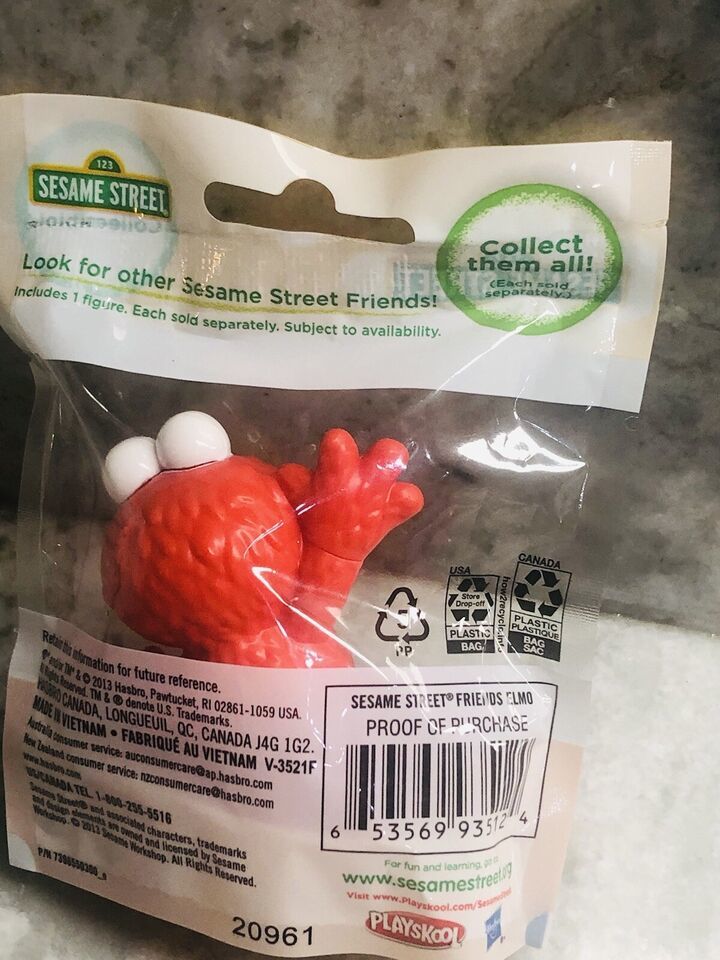 123
SESAME STREET
Collect
them all!
(Each sold
separately.)
Look for other Sesame Street Friends!
Includes 1 figure. Each sold separately. Subject to availability.
5
PP
USA
Store
Drop-off
PLASTIC
BAG
how2recycle.info
CANADA
PLASTIC
PLASTIQUE
BAG
SAC
Retain this information for future reference.
® and/or TM & © 2013 Hasbro, Pawtucket, RI 02861-1059 USA.
All Rights Reserved. TM & ® denote U.S. Trademarks.
HASBRO CANADA, LONGUEUIL, QC, CANADA J4G 1G2.
MADE IN VIETNAM • FABRIQUÉ AU VIETNAM V-3521F
Australia consumer service: auconsumercare@ap.hasbro.com
New Zealand consumer service: nzconsumercare@hasbro.com
www.hasbro.com
US/CANADA TEL. 1-800-255-5516
Sesame Street® and associated characters, trademarks
and design elements are owned and licensed by Sesame
Workshop. © 2013 Sesame Workshop. All Rights Reserved.
P/N
20961
SESAME STREET® FRIENDS ELMO
PROOF OF PURCHASE
6 53569 93512 4
For fun and learning, go to
www.sesamestreet.org
Visit www.Playskool.com/
PLAYSKOOL